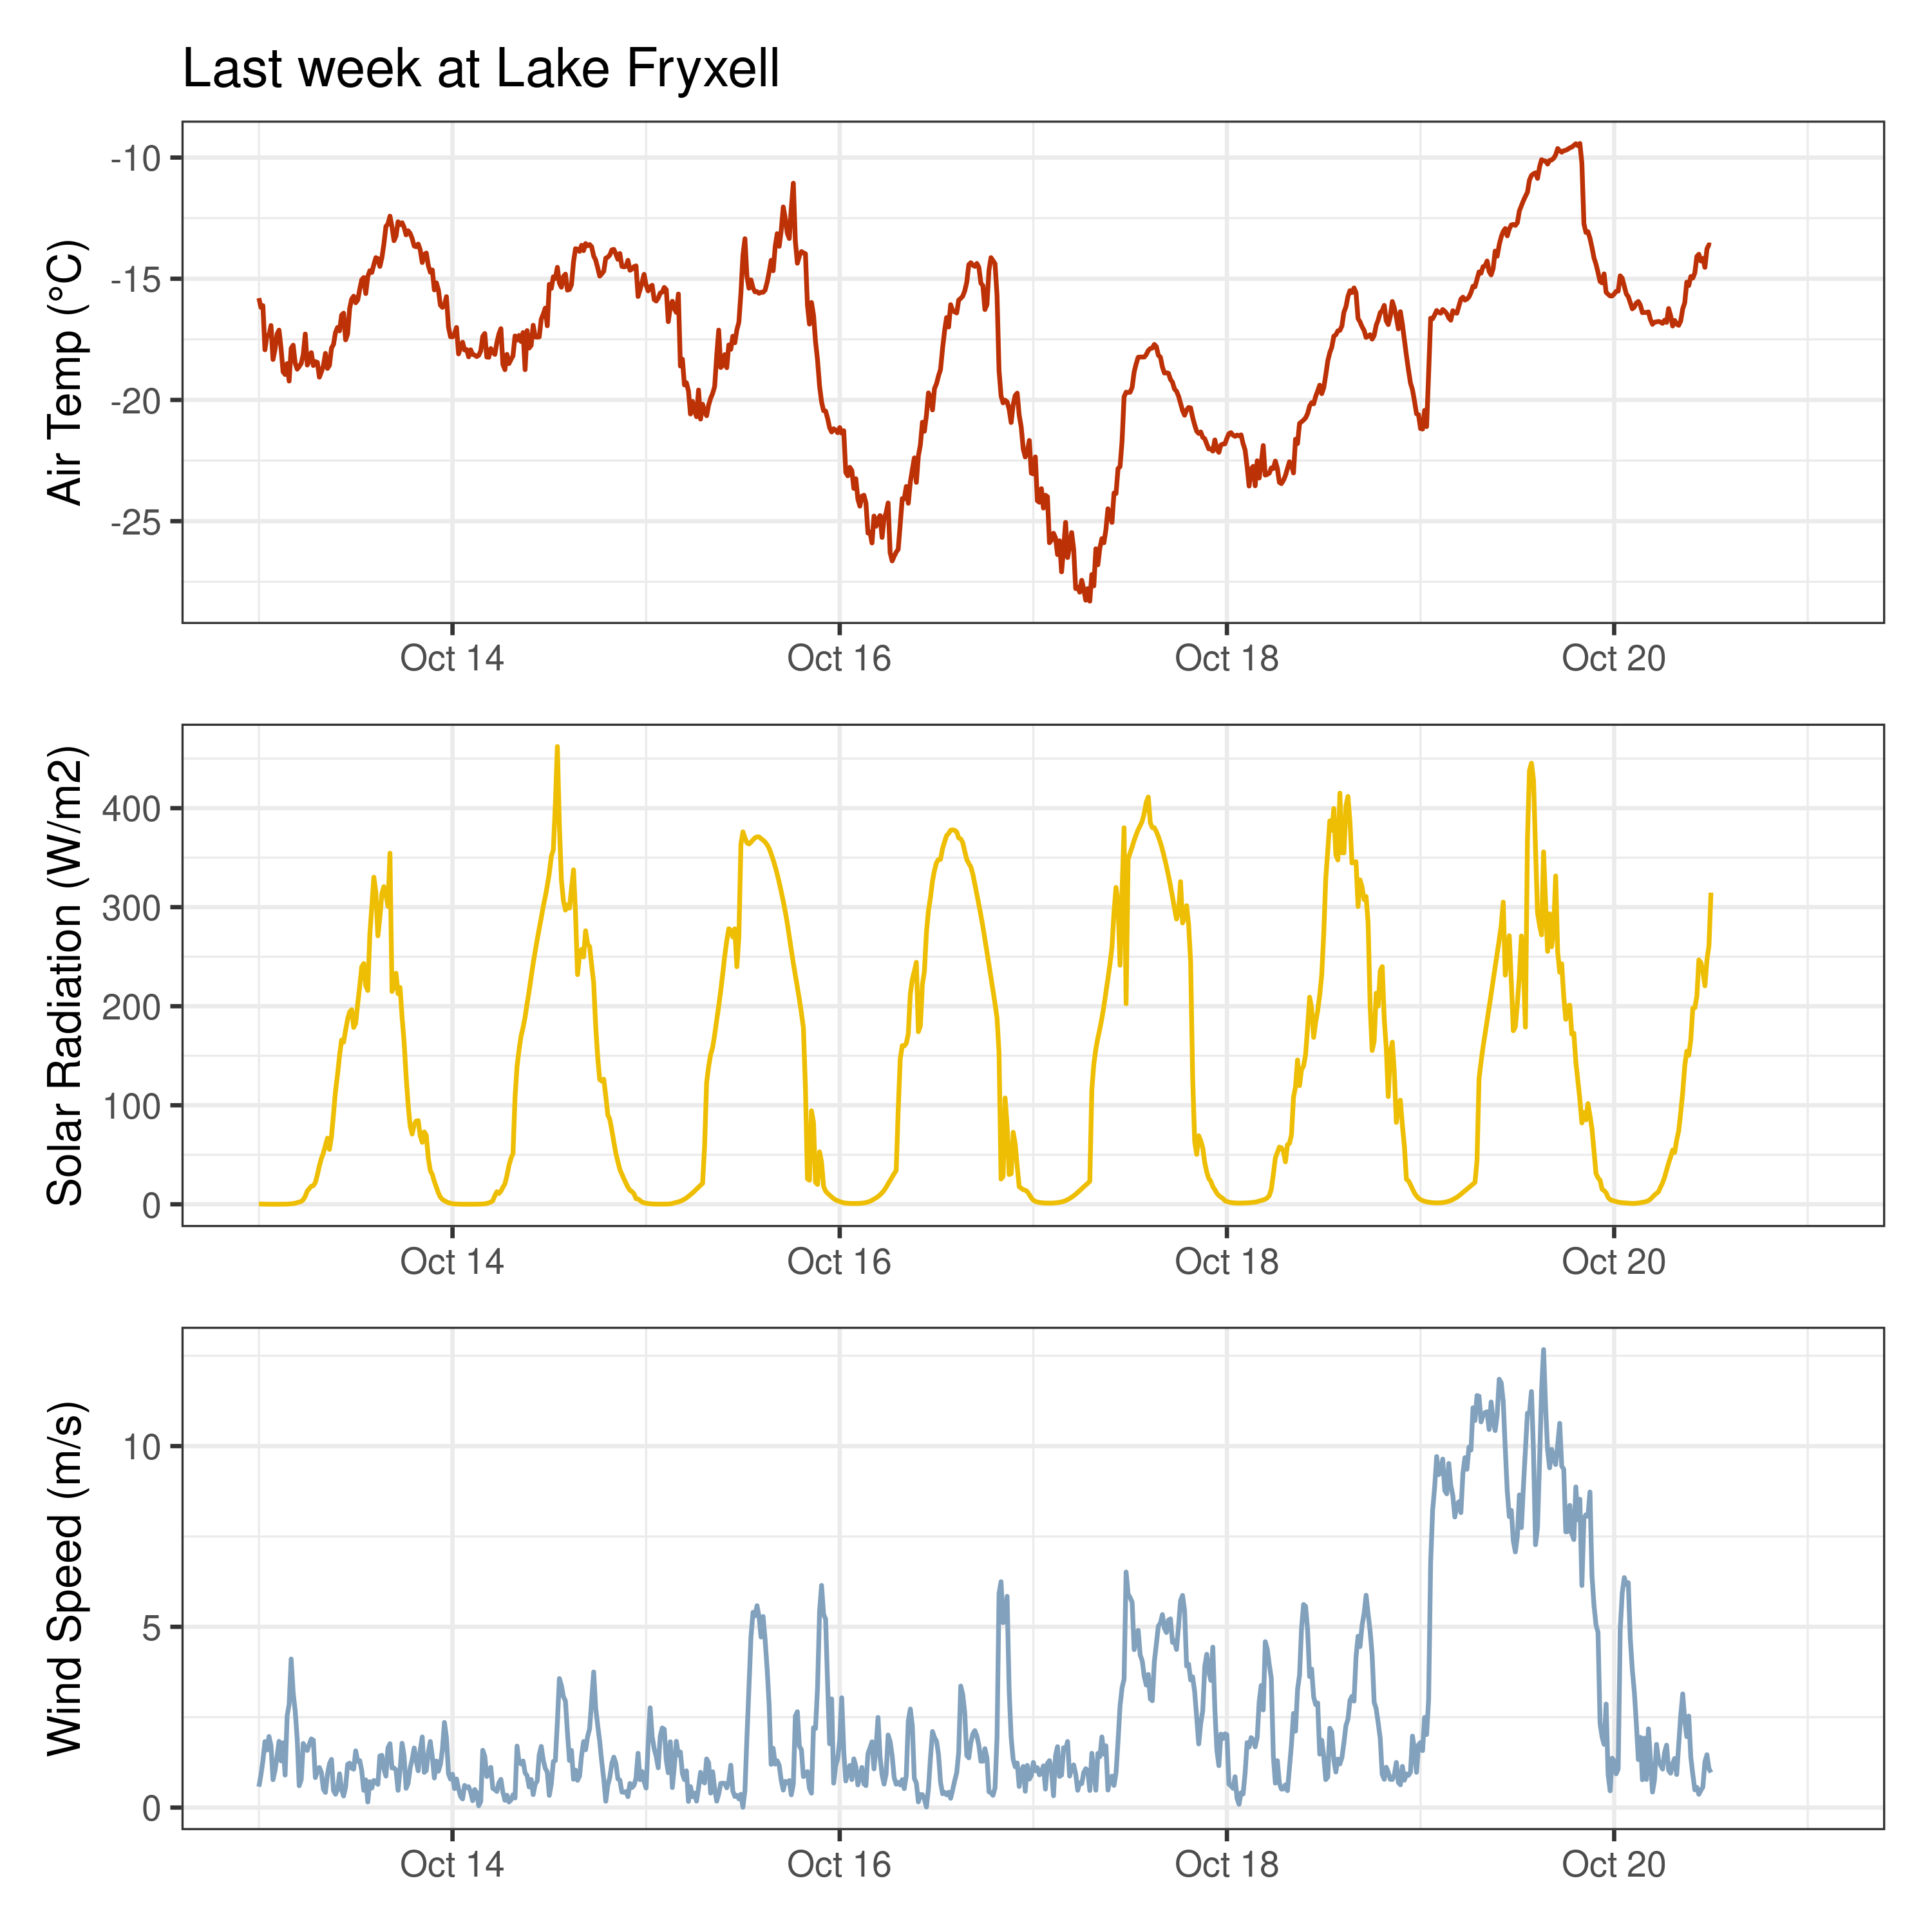 Last week at Lake Fryxell
Air Temp (°C)
-10
-15
-20
-25
Oct 14
Oct 16
Oct 18
Oct 20
Solar Radiation (W/m2)
400
300
200
100
0
Oct 14
Oct 16
Oct 18
Oct 20
Wind Speed (m/s)
10
5
0
Oct 14
Oct 16
Oct 18
Oct 20